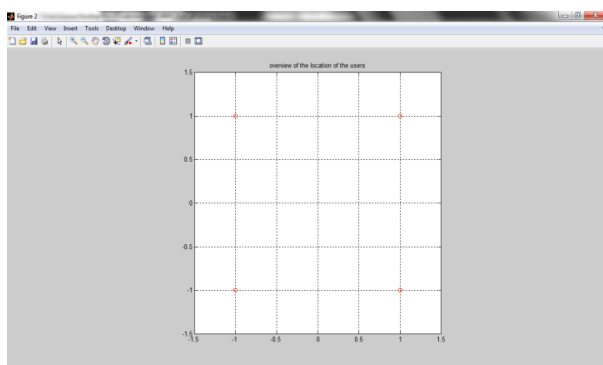 Figure 2
File Edit View Insert Tools Desktop Window Help
overview of the location of the users
1.5
1
0.5
0
-0.5
-1
-1.5
-1.5 -1 -0.5 0 0.5 1 1.5